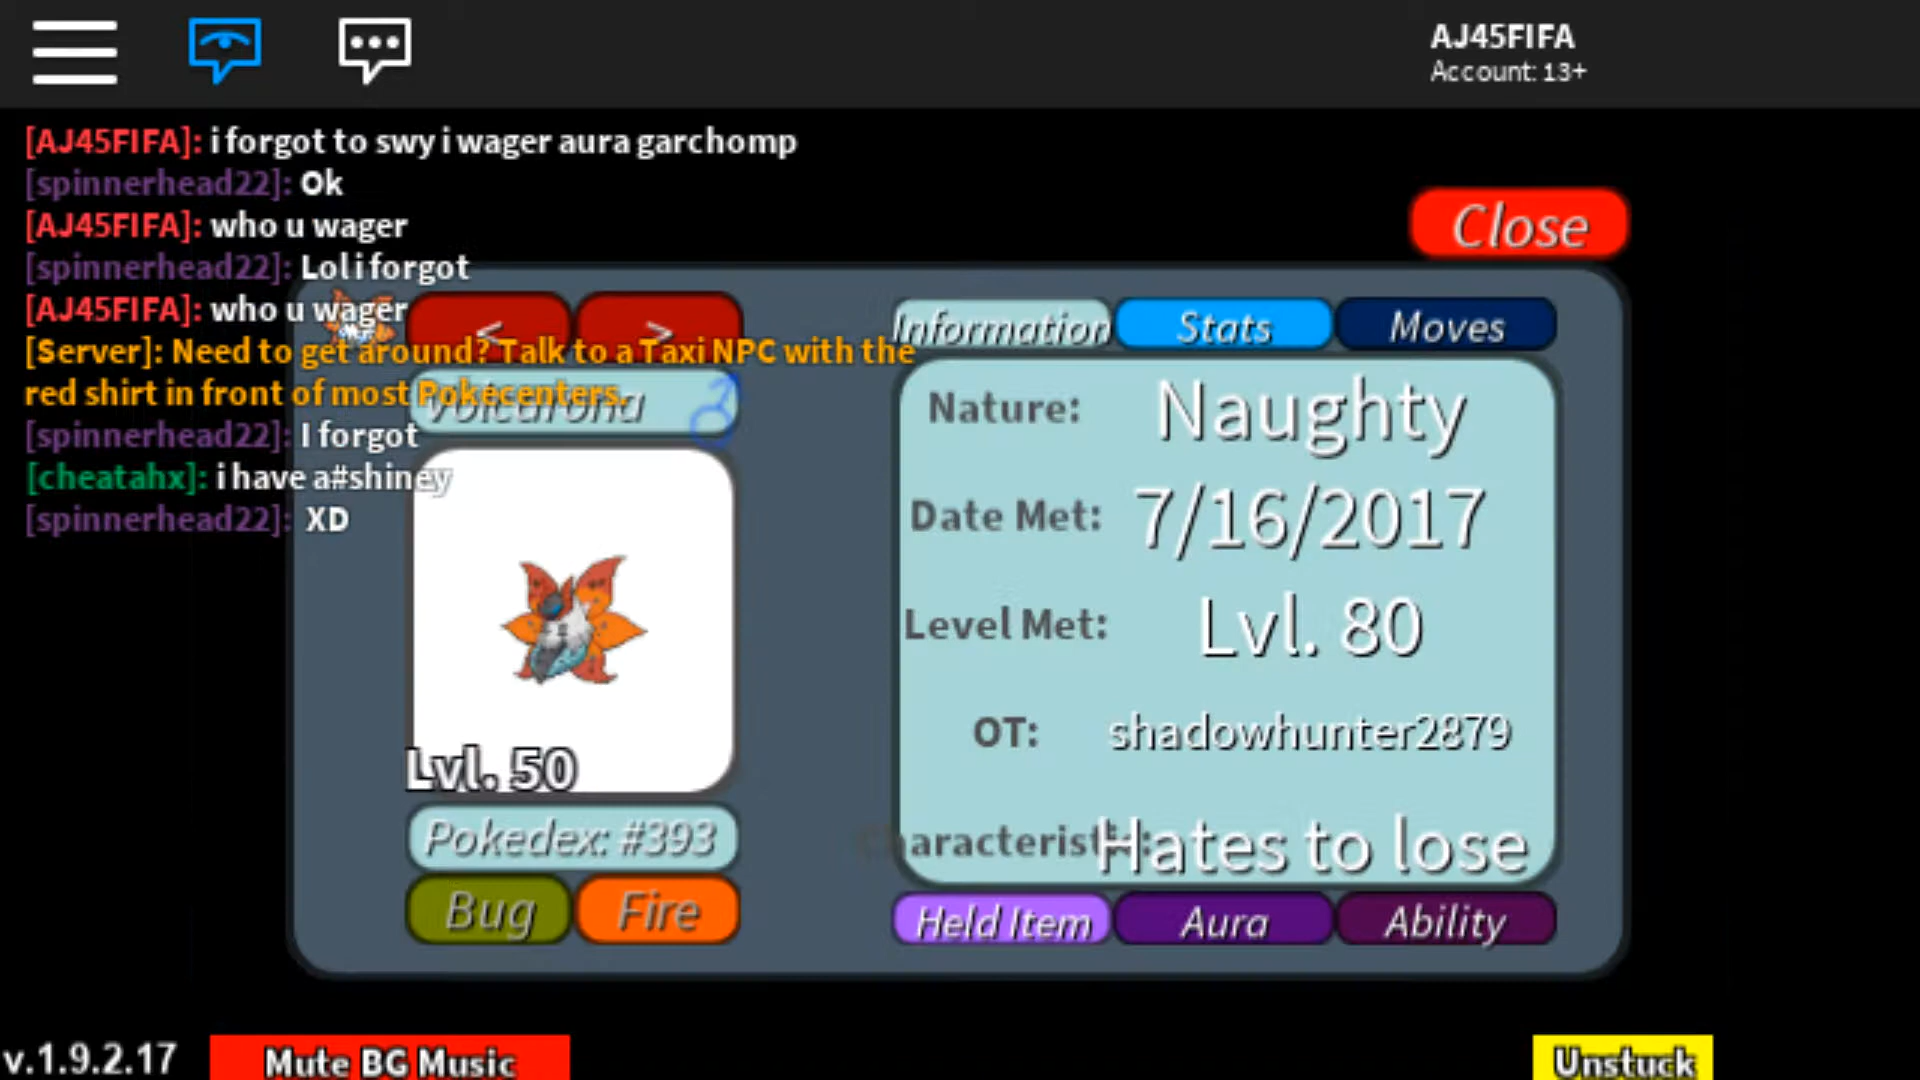 AJ45FIFA
Account: 13+
[AJ45FIFA]: i forgot to swy i wager aura garchomp
[spinnerhead22]: Ok
[AJ45FIFA]: who u wager
[spinnerhead22]: Lol i forgot
[AJ45FIFA]: who u wager
[Server]: Need to get around? Talk to a Taxi NPC with the
red shirt in front of most Pokecenters.
[spinnerhead22]: I forgot
[cheatahx]: i have a#shiney
[spinnerhead22]: XD
Close
< >
Volcarona
Lvl. 50
Pokedex: #393
Bug Fire
Information Stats Moves
Nature: Naughty
Date Met: 7/16/2017
Level Met: Lvl. 80
OT: shadowhunter2879
Characteristic: Hates to lose
Held Item Aura Ability
v.1.9.2.17
Mute BG Music
Unstuck